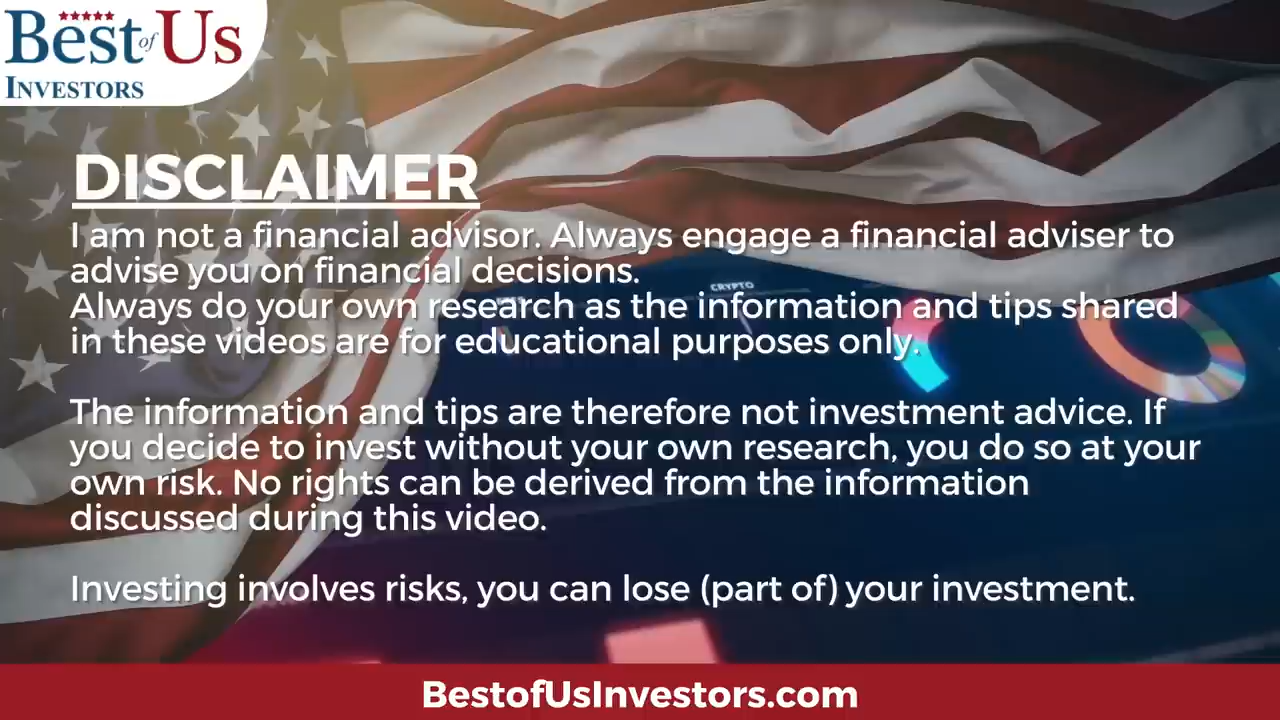 Best of Us
INVESTORS
DISCLAIMER
I am not a financial advisor. Always engage a financial adviser to
advise you on financial decisions.
CRYPTO
Always do your own research as the information and tips shared
in these videos are for educational purposes only.
The information and tips are therefore not investment advice. If
you decide to invest without your own research, you do so at your
own risk. No rights can be derived from the information
discussed during this video.
Investing involves risks, you can lose (part of) your investment.
BestofUsInvestors.com